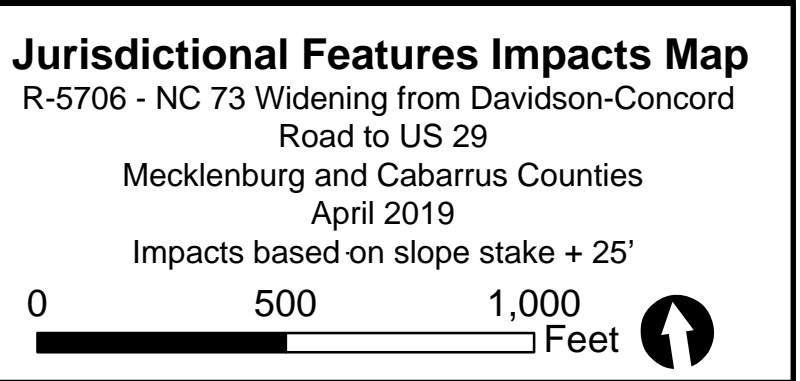 Jurisdictional Features Impacts Map
R-5706 - NC 73 Widening from Davidson-Concord
Road to US 29
Mecklenburg and Cabarrus Counties
April 2019
Impacts based on slope stake + 25’
0 500 1,000
Feet